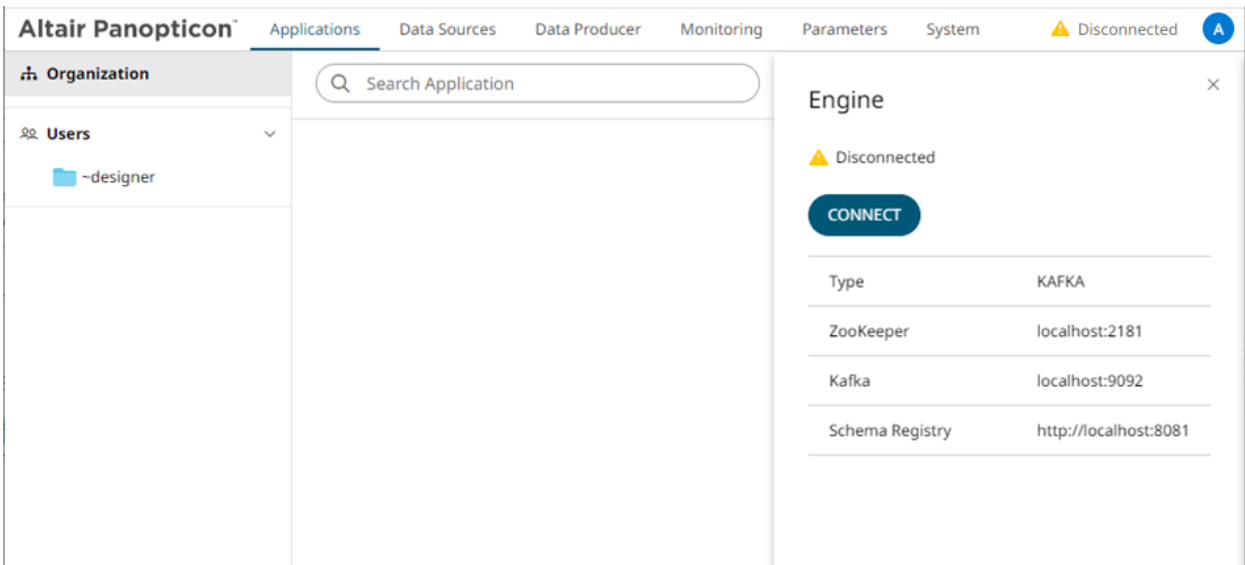 Altair Panopticon™ Applications Data Sources Data Producer Monitoring Parameters System Disconnected A
Organization
Search Application
Users
~designer
Engine
Disconnected
CONNECT
Type KAFKA
ZooKeeper localhost:2181
Kafka localhost:9092
Schema Registry http://localhost:8081